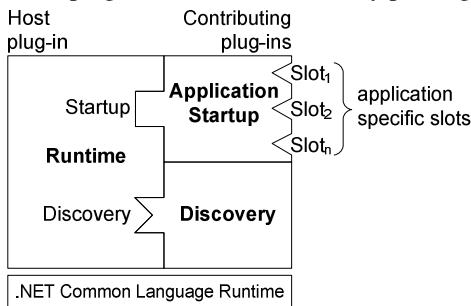 Host
plug-in
Contributing
plug-ins
Startup
Application
Startup
Slot1
Slot2
Slotn
application
specific slots
Runtime
Discovery
Discovery
.NET Common Language Runtime